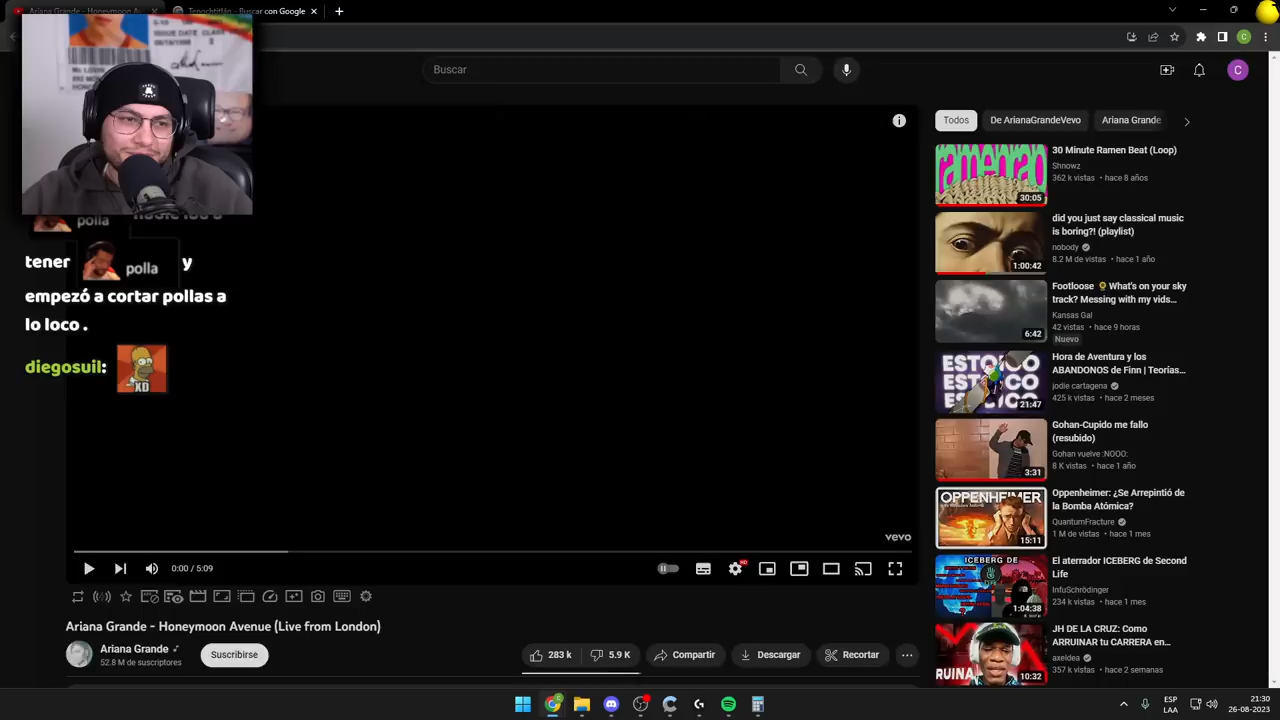 Ariana Grande - Honeymoon Av
Tenochtitlán - Buscar con Google
Buscar
C
C
polla
tener polla y
empezó a cortar pollas a
lo loco .
diegosuil:
XD
vevo
0:00 / 5:09
HD
Ariana Grande - Honeymoon Avenue (Live from London)
Ariana Grande
52.8 M de suscriptores
Suscribirse
283 k
5.9 K
Compartir
Descargar
Recortar
Todos
De ArianaGrandeVevo
Ariana Grande
30:05
30 Minute Ramen Beat (Loop)
Shnowz
362 k vistas • hace 8 años
1:00:42
did you just say classical music
is boring?! (playlist)
nobody
8.2 M de vistas • hace 1 año
6:42
Footloose What's on your sky
track? Messing with my vids...
Kansas Gal
42 vistas • hace 9 horas
Nuevo
ESTOICO
ESTOICO
ESTOICO
21:47
Hora de Aventura y los
ABANDONOS de Finn | Teorías...
jodie cartagena
425 k vistas • hace 2 meses
3:31
Gohan-Cupido me fallo
(resubido)
Gohan vuelve :NOOO:
8 K vistas • hace 1 año
OPPENHEIMER
15:11
Oppenheimer: ¿Se Arrepintió de
la Bomba Atómica?
QuantumFracture
1 M de vistas • hace 1 mes
ICEBERG DE
1:04:38
El aterrador ICEBERG de Second
Life
InfuSchrödinger
234 k vistas • hace 1 mes
RUINA
10:32
JH DE LA CRUZ: Como
ARRUINAR tu CARRERA en...
axeldea
357 k vistas • hace 2 semanas
ESP
LAA
21:30
26-08-2023